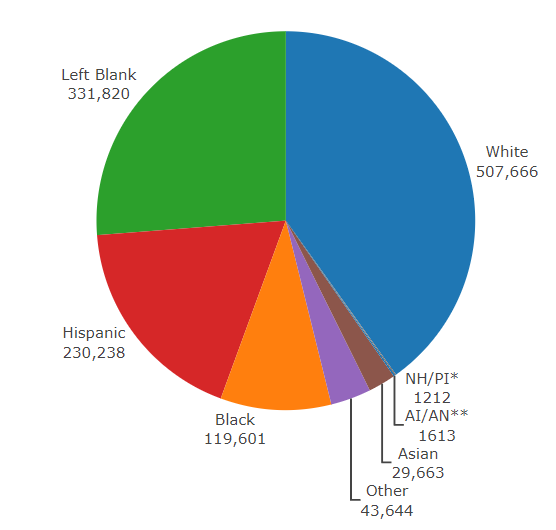 Left Blank
331,820
White
507,666
Hispanic
230,238
NH/PI*
1212
AI/AN**
1613
Black
119,601
Asian
29,663
Other
43,644